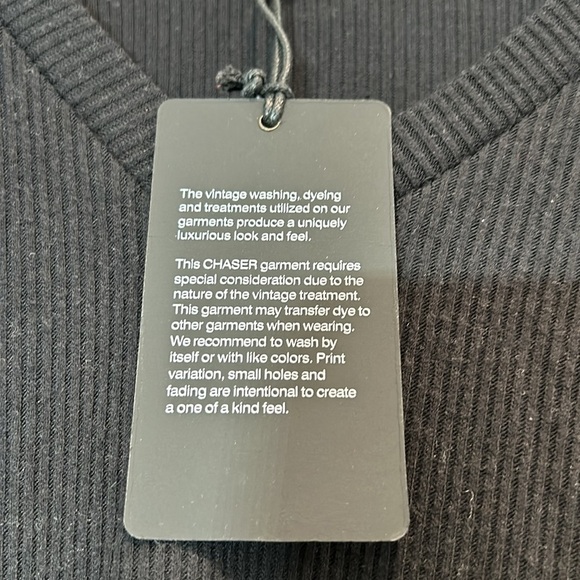 The vintage washing, dyeing
and treatments utilized on our
garments produce a uniquely
luxurious look and feel.
This CHASER garment requires
special consideration due to the
nature of the vintage treatment.
This garment may transfer dye to
other garments when wearing.
We recommend to wash by
itself or with like colors. Print
variation, small holes and
fading are intentional to create
a one of a kind feel.